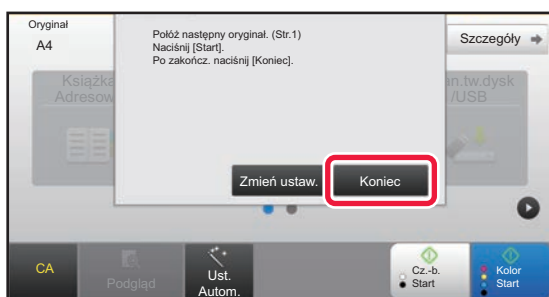 Oryginał
A4
Połóż następny oryginał. (Str.1)
Naciśnij [Start].
Po zakończ. naciśnij [Koniec].
Szczegóły
Książka
Adresow
n.tw.dysk
/USB
Zmień ustaw.
Koniec
CA
Podgląd
Ust.
Autom.
Cz.-b.
Start
Kolor
Start